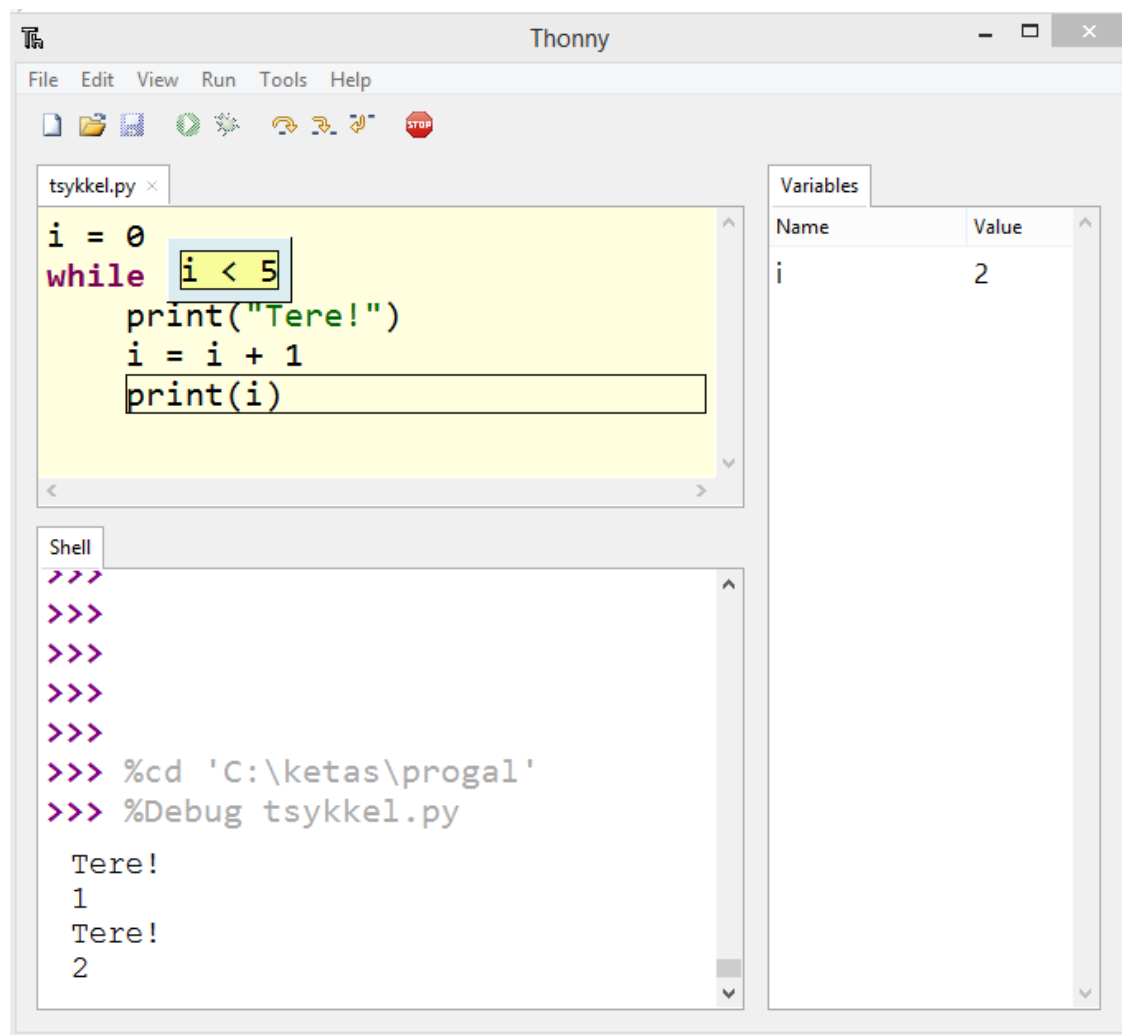 Thonny
File Edit View Run Tools Help
STOP
tsykkel.py ×
i = 0
while i < 5
    print("Tere!")
    i = i + 1
    print(i)
Variables
Name Value
i 2
Shell
>>>
>>>
>>>
>>>
>>>
>>> %cd 'C:\ketas\progal'
>>> %Debug tsykkel.py
Tere!
1
Tere!
2